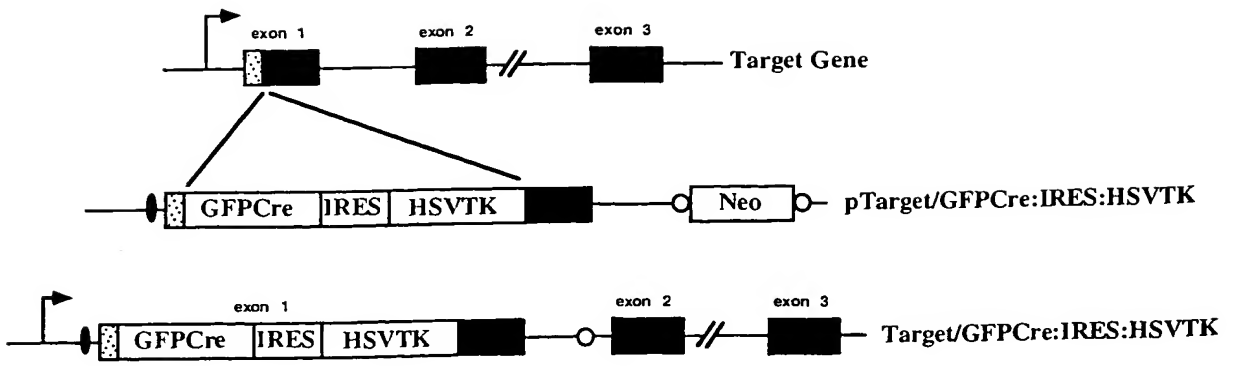 exon 1 exon 2 exon 3
Target Gene
GFPCre IRES HSVTK Neo pTarget/GFPCre:IRES:HSVTK
exon 1 exon 2 exon 3
GFPCre IRES HSVTK Target/GFPCre:IRES:HSVTK